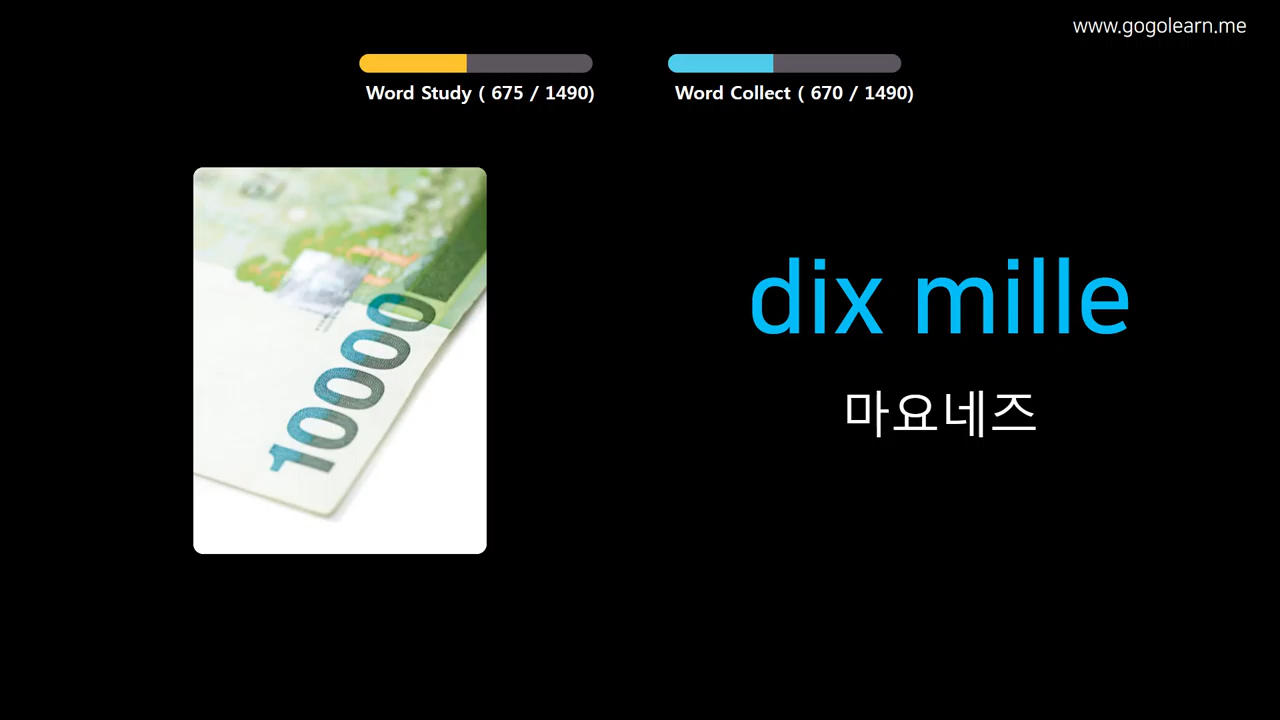 www.gogolearn.me
Word Study ( 675 / 1490)
Word Collect ( 670 / 1490)
10000
dix mille
마요네즈